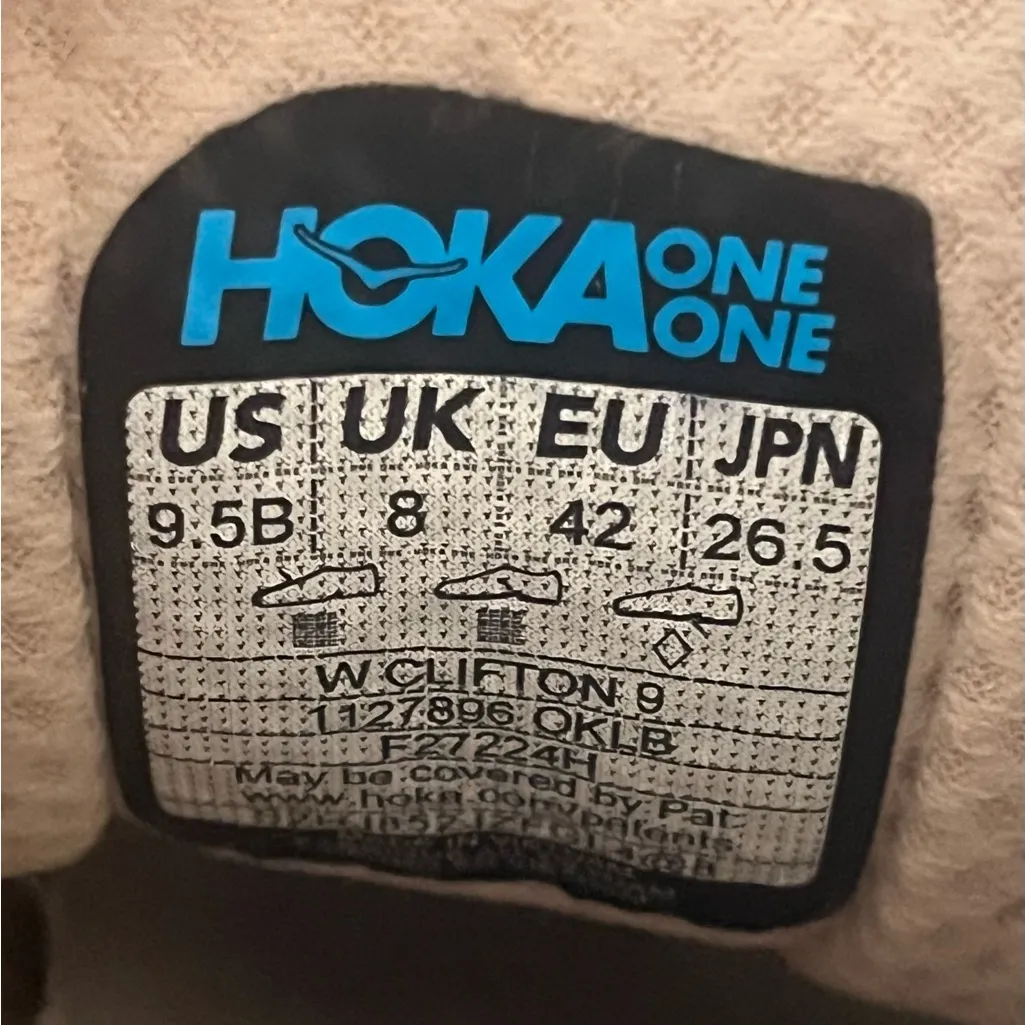 HOKA ONE ONE
US UK EU JPN
9.5B 8 42 26.5
W CLIFTON 9
1127896 OKLB
F27224H
May be covered by Pat.
www.hoka.com/patents